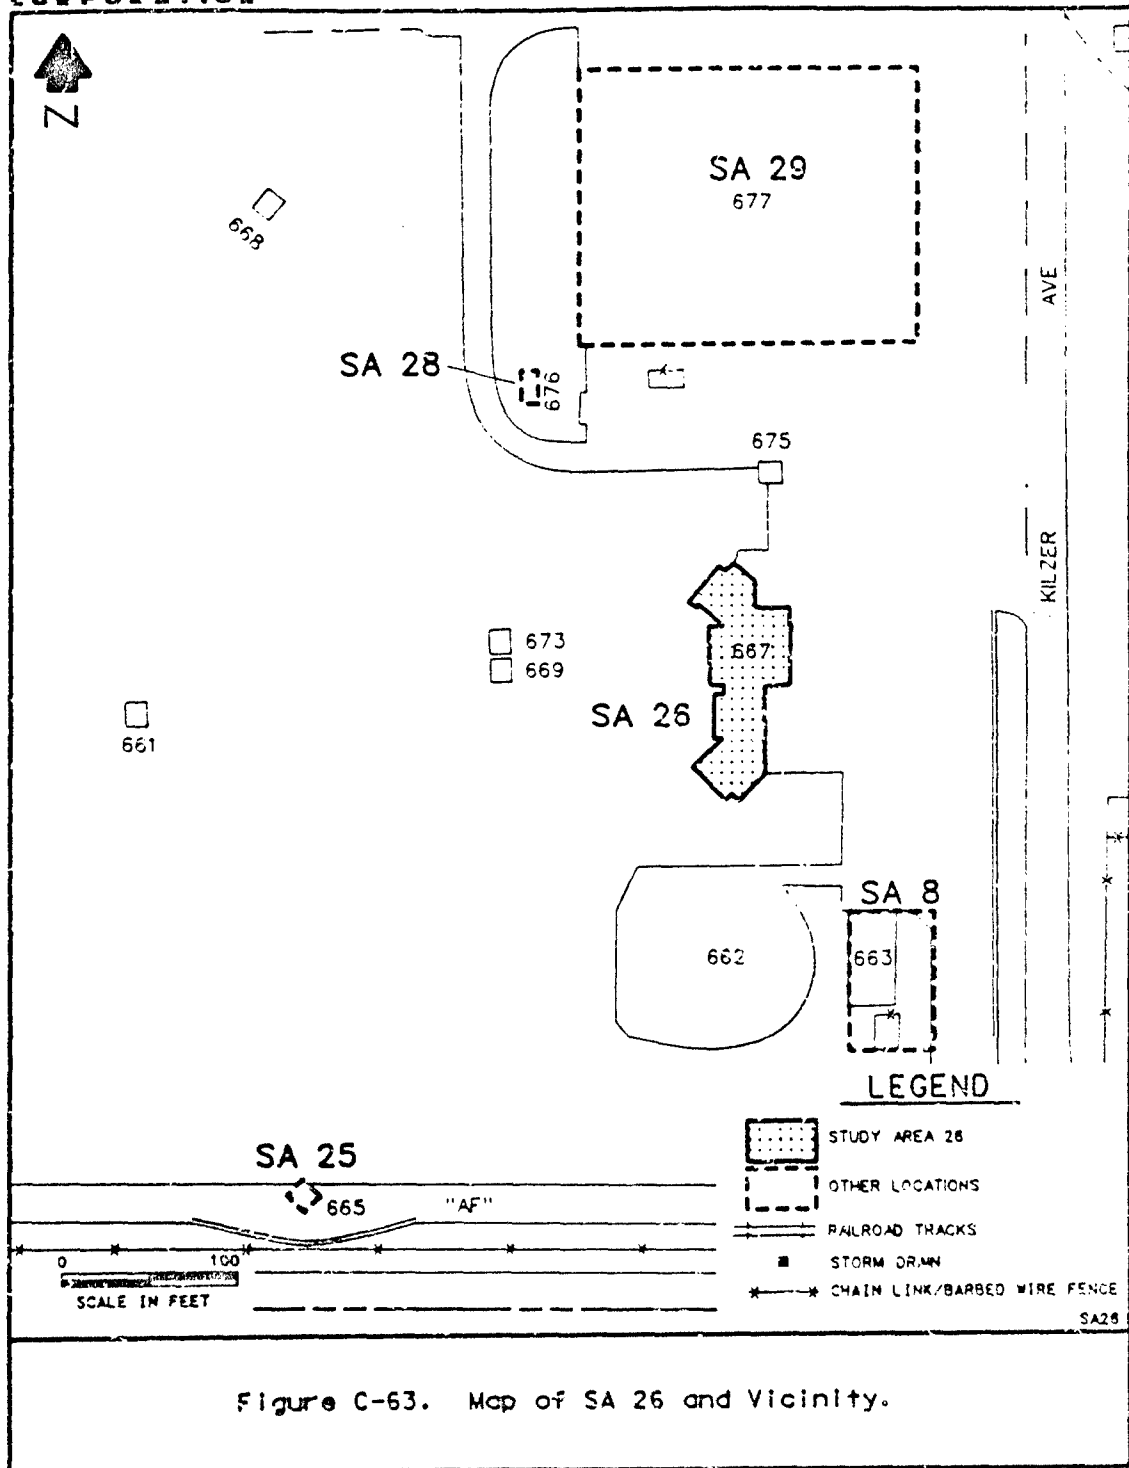 Z
SA 29
677
668
AVE
SA 28
676
675
KILZER
667
673
669
SA 26
661
SA 8
662
663
LEGEND
STUDY AREA 26
OTHER LOCATIONS
RAILROAD TRACKS
STORM DRAIN
CHAIN LINK/BARBED WIRE FENCE
SA 25
665
"AF"
0 100
SCALE IN FEET
SA26
Figure C-63. Map of SA 26 and Vicinity.